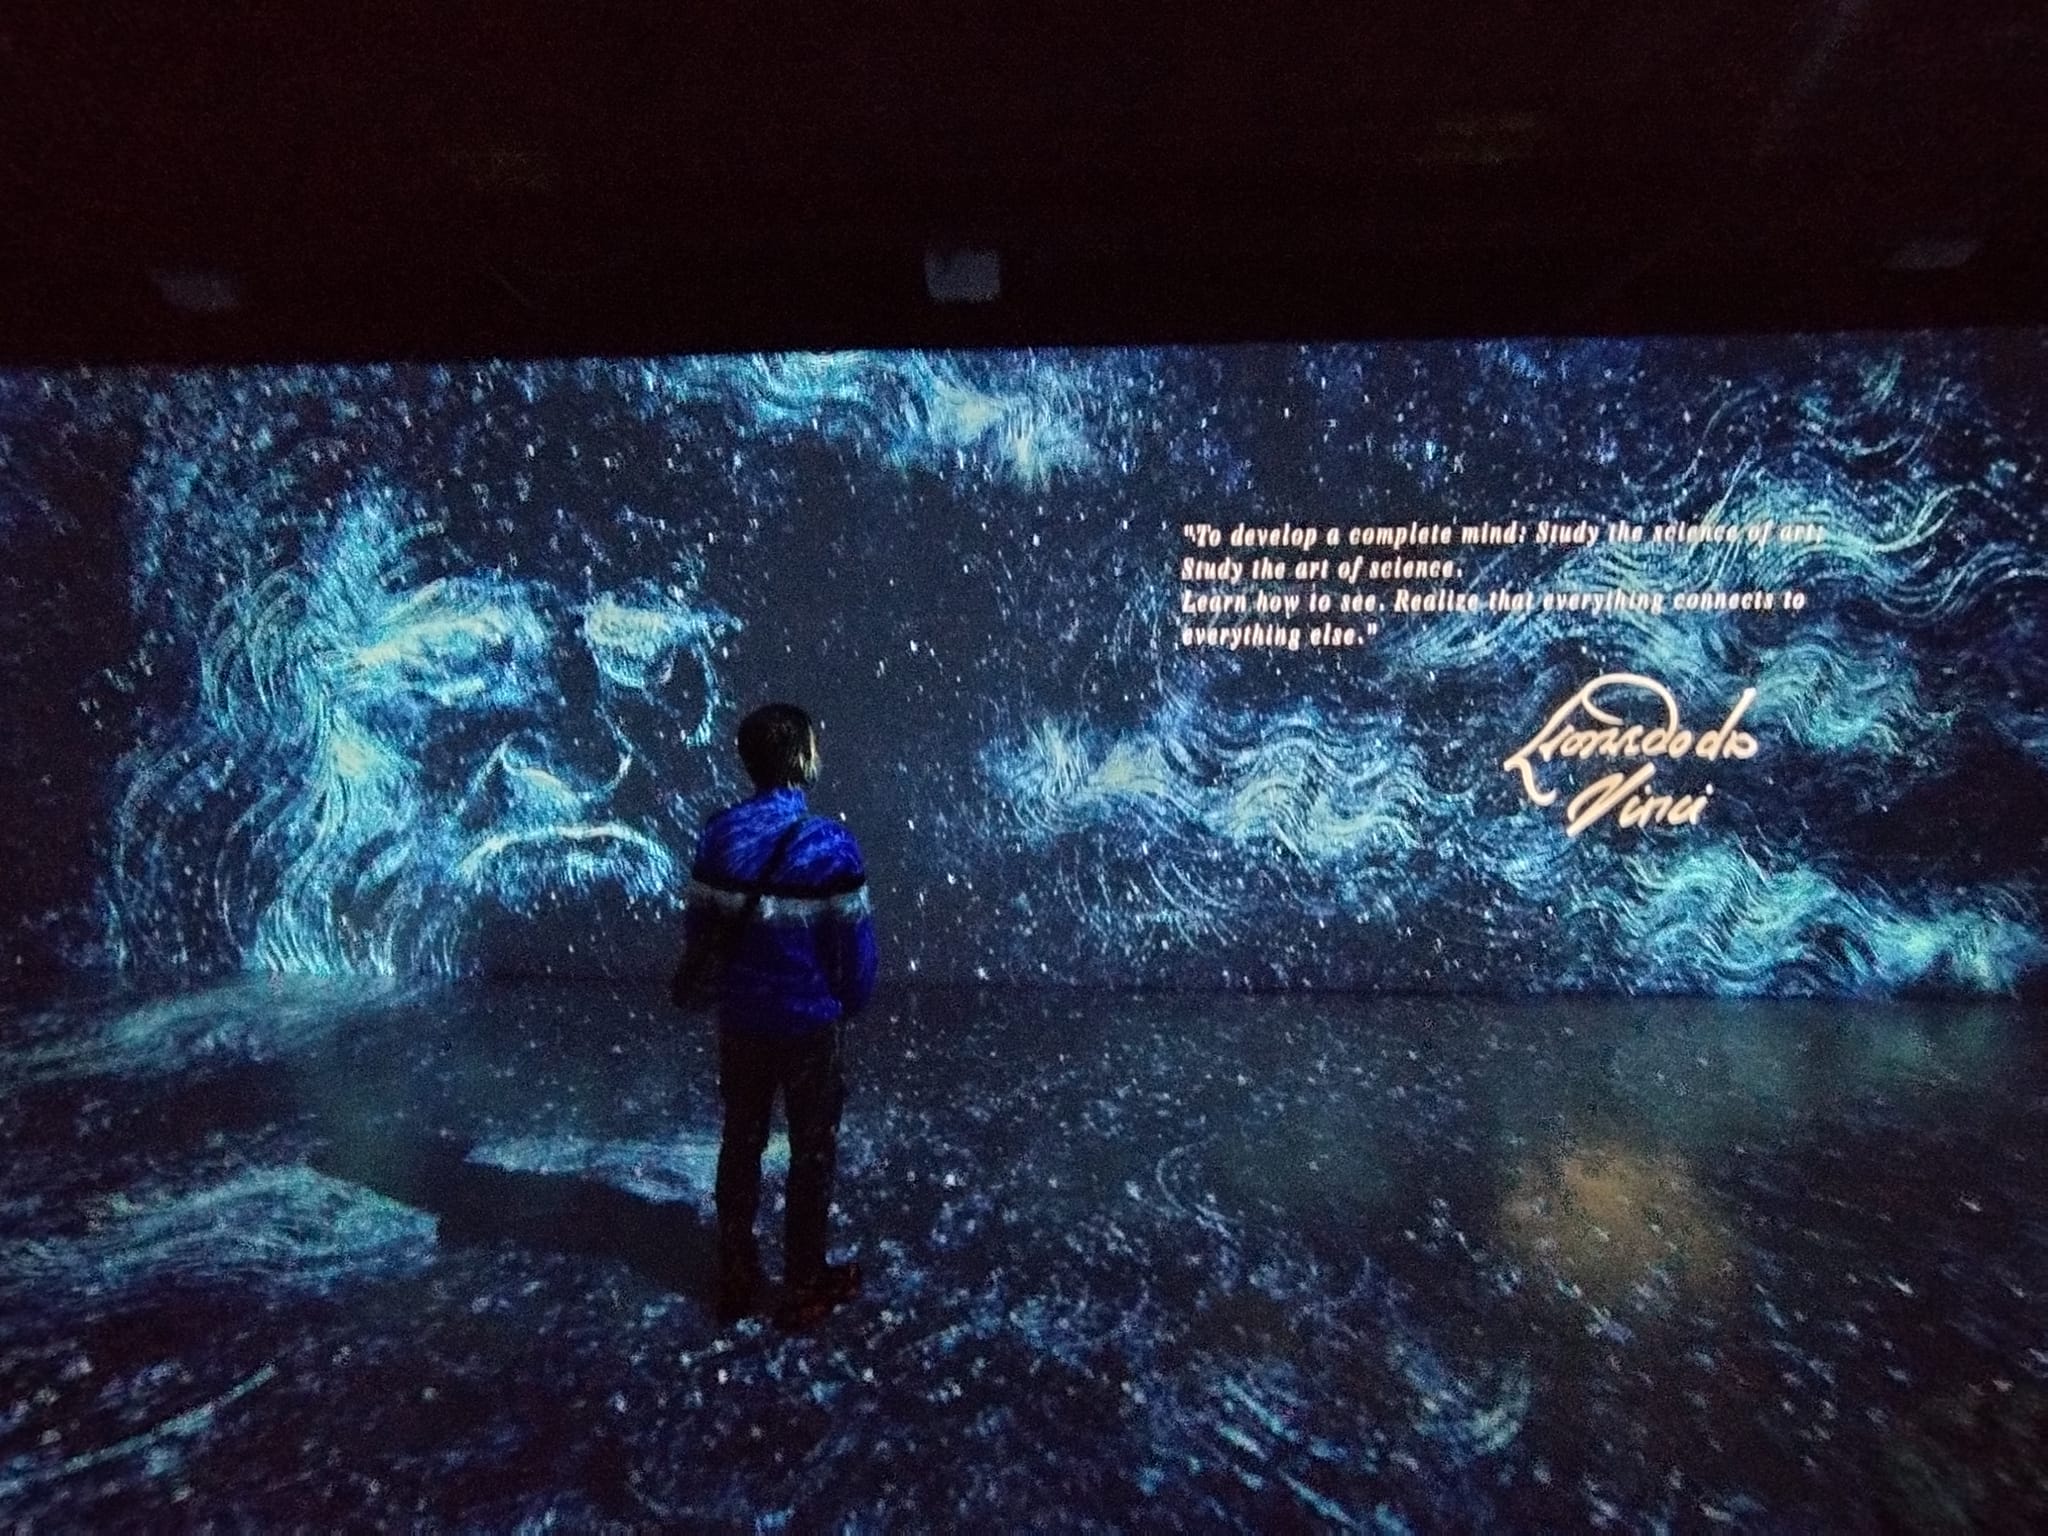 "To develop a complete mind: Study the science of art;
Study the art of science.
Learn how to see. Realize that everything connects to
everything else."
Leonardo da
Vinci